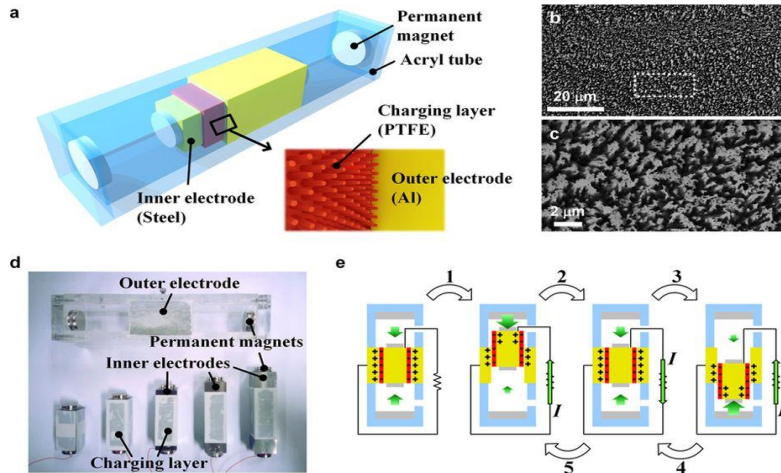 a
Permanent
magnet
Acryl tube
Charging layer
(PTFE)
Outer electrode
(Al)
Inner electrode
(Steel)
b
20 μm
c
2 μm
d
Outer electrode
Permanent magnets
Inner electrodes
Charging layer
e
1
2
3
I
I
I
I
5
4